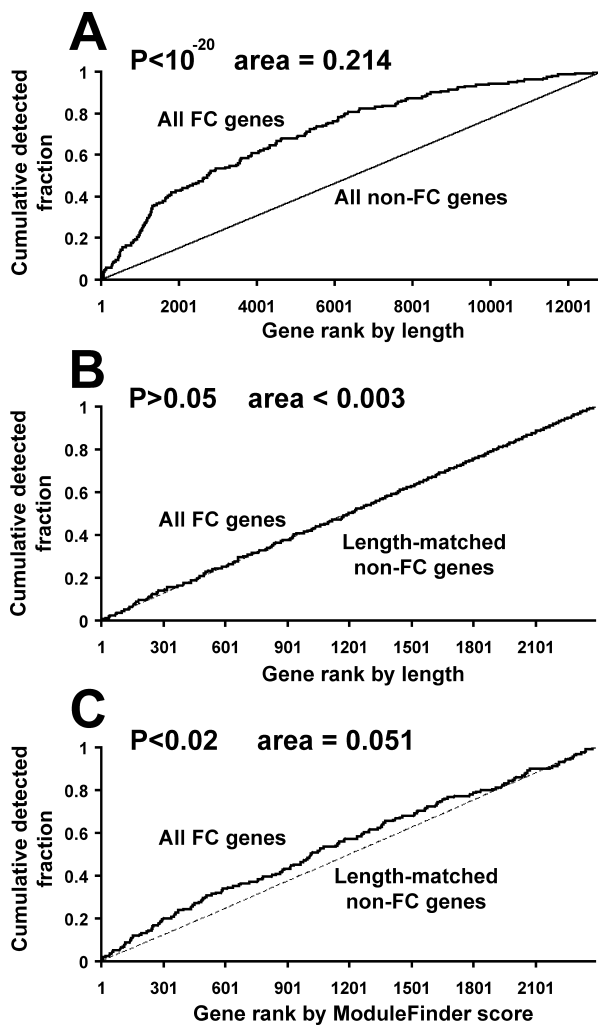 A
P<10^-20 area = 0.214
1
0.8
0.6
0.4
0.2
0
Cumulative detected
fraction
All FC genes
All non-FC genes
1 2001 4001 6001 8001 10001 12001
Gene rank by length
B
P>0.05 area < 0.003
1
0.8
0.6
0.4
0.2
0
Cumulative detected
fraction
All FC genes
Length-matched
non-FC genes
1 301 601 901 1201 1501 1801 2101
Gene rank by length
C
P<0.02 area = 0.051
1
0.8
0.6
0.4
0.2
0
Cumulative detected
fraction
All FC genes
Length-matched
non-FC genes
1 301 601 901 1201 1501 1801 2101
Gene rank by ModuleFinder score